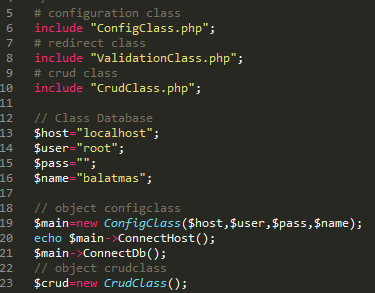 5 # configuration class
6 include "ConfigClass.php";
7 # redirect class
8 include "ValidationClass.php";
9 # crud class
10 include "CrudClass.php";
11
12 // Class Database
13 $host="localhost";
14 $user="root";
15 $pass="";
16 $name="balatmas";
17
18 // object configclass
19 $main=new ConfigClass($host,$user,$pass,$name);
20 echo $main->ConnectHost();
21 $main->ConnectDb();
22 // object crudclass
23 $crud=new CrudClass();